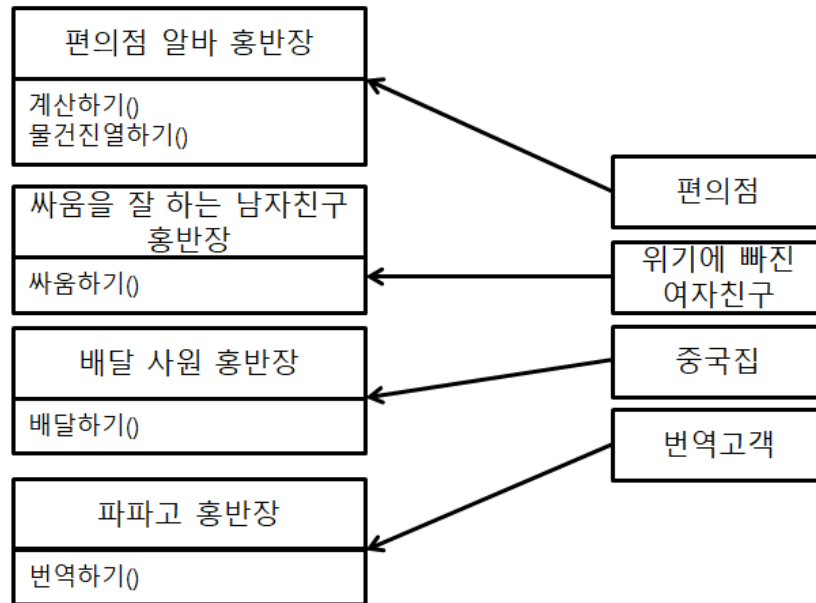 편의점 알바 홍반장
계산하기()
물건진열하기()
싸움을 잘 하는 남자친구
홍반장
싸움하기()
배달 사원 홍반장
배달하기()
파파고 홍반장
번역하기()
편의점
위기에 빠진
여자친구
중국집
번역고객